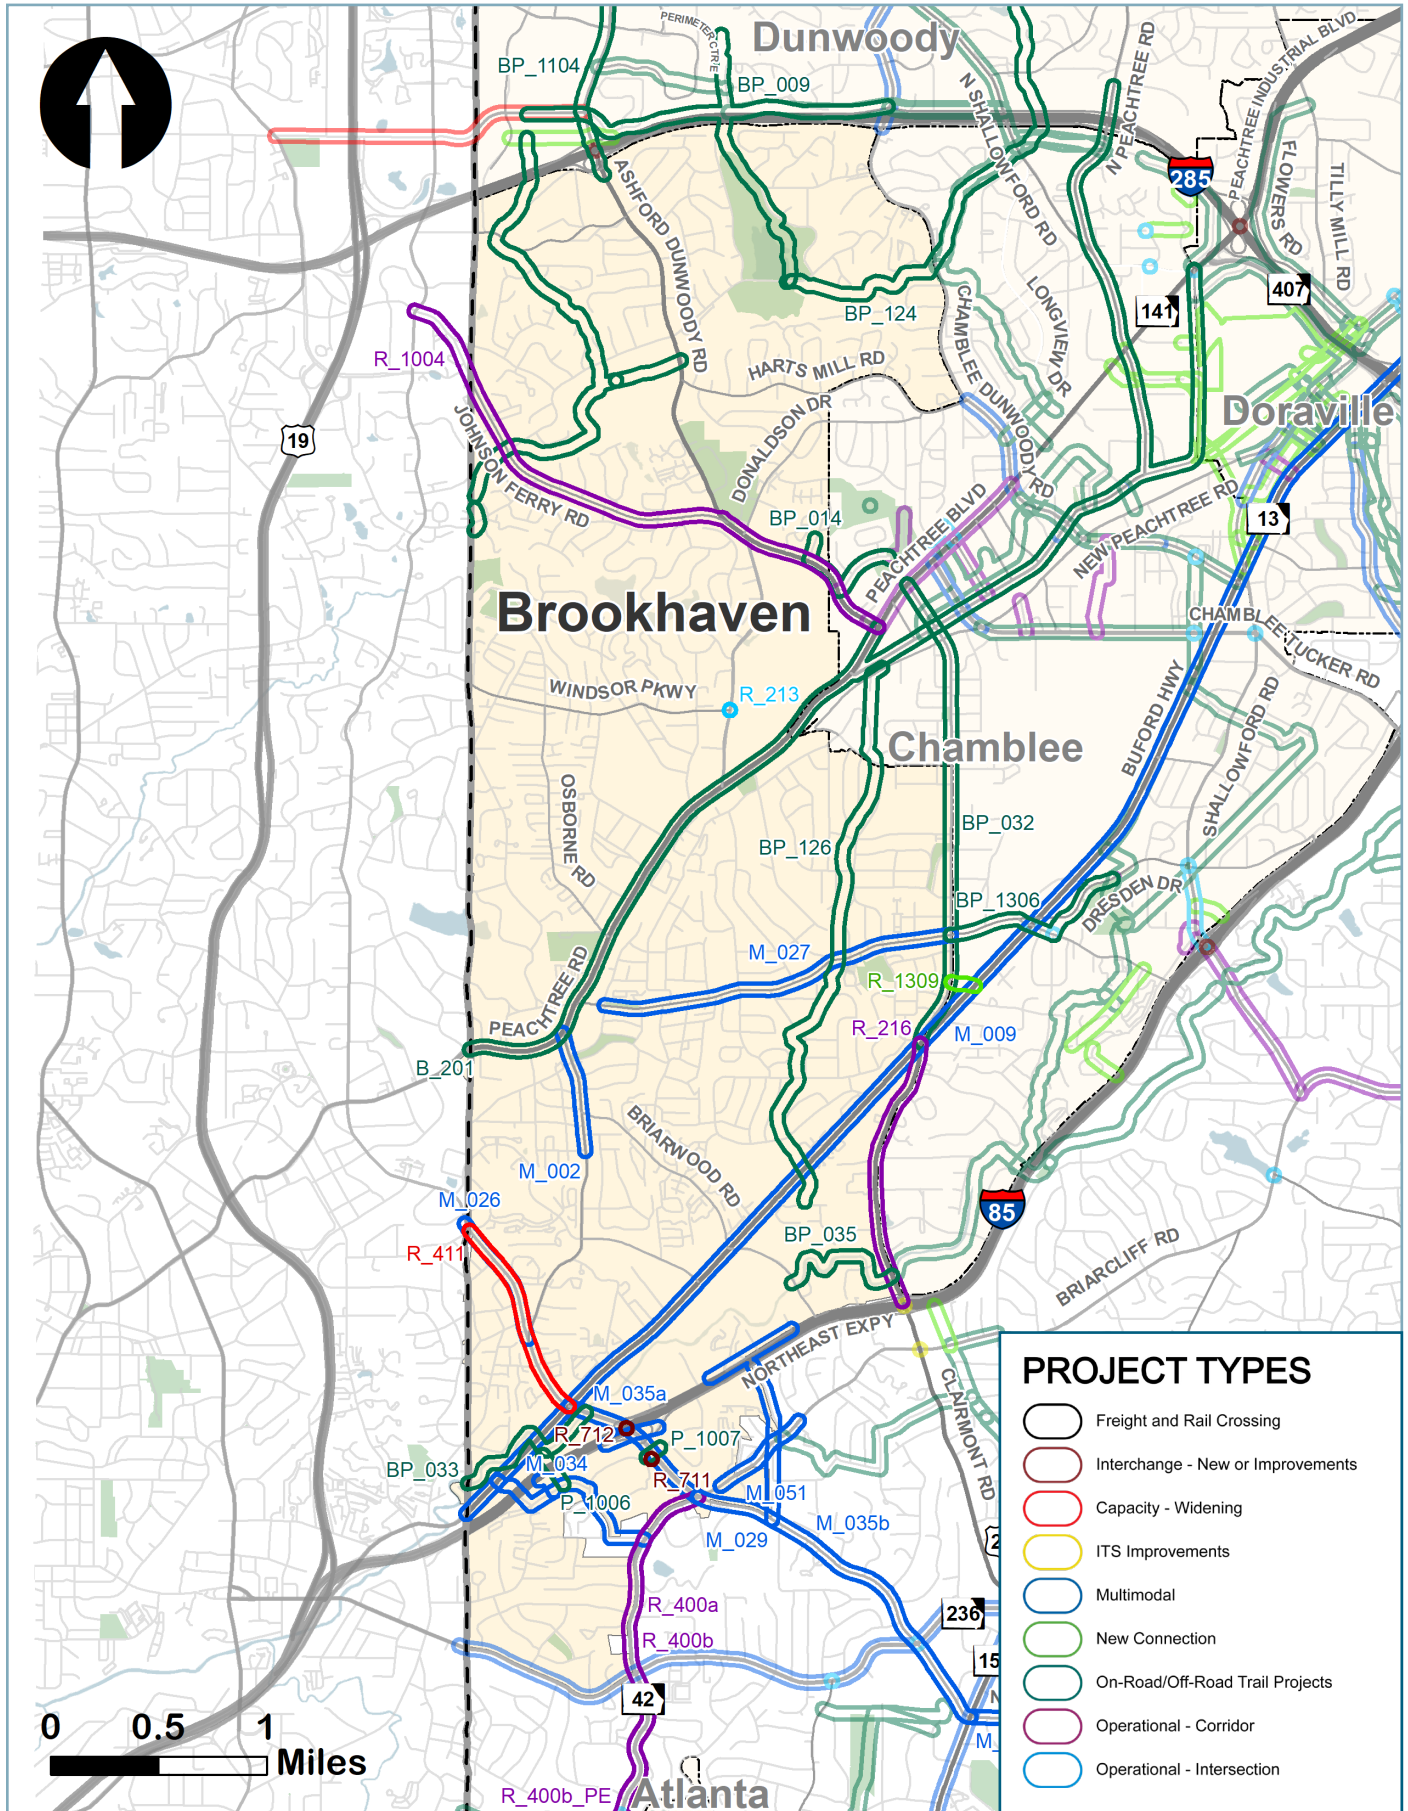 Dunwoody
PERIMETER CTR E
N PEACHTREE RD
PEACHTREE INDUSTRIAL BLVD
BP_1104
BP_009
N SHALLOWFORD RD
285
FLOWERS RD
TILLY MILL RD
ASHFORD DUNWOODY RD
407
141
BP_124
LONGVIEW DR
CHAMBLEE DUNWOODY RD
R_1004
HARTS MILL RD
DONALDSON DR
Doraville
19
JOHNSON FERRY RD
BP_014
PEACHTREE BLVD
NEW PEACHTREE RD
13
Brookhaven
CHAMBLEE TUCKER RD
WINDSOR PKWY
R_213
BUFORD HWY
SHALLOWFORD RD
Chamblee
OSBORNE RD
BP_126
BP_032
BP_1306
DRESDEN DR
M_027
R_1309
PEACHTREE RD
R_216
M_009
B_201
BRIARWOOD RD
M_002
M_026
85
R_411
BP_035
BRIARCLIFF RD
NORTHEAST EXPY
CLAIRMONT RD
M_035a
R_712
P_1007
BP_033
M_034
R_711
P_1006
M_051
M_029
M_035b
R_400a
R_400b
236
15
42
R_400b_PE
Atlanta
0 0.5 1
Miles
PROJECT TYPES
Freight and Rail Crossing
Interchange - New or Improvements
Capacity - Widening
ITS Improvements
Multimodal
New Connection
On-Road/Off-Road Trail Projects
Operational - Corridor
Operational - Intersection